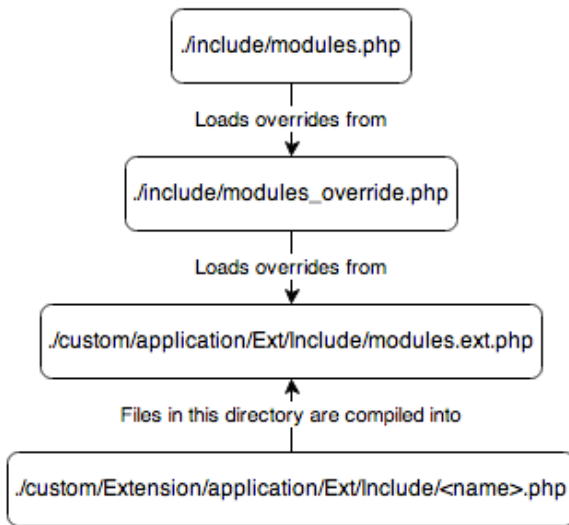 ./include/modules.php
Loads overrides from
./include/modules_override.php
Loads overrides from
./custom/application/Ext/Include/modules.ext.php
Files in this directory are compiled into
./custom/Extension/application/Ext/Include/<name>.php